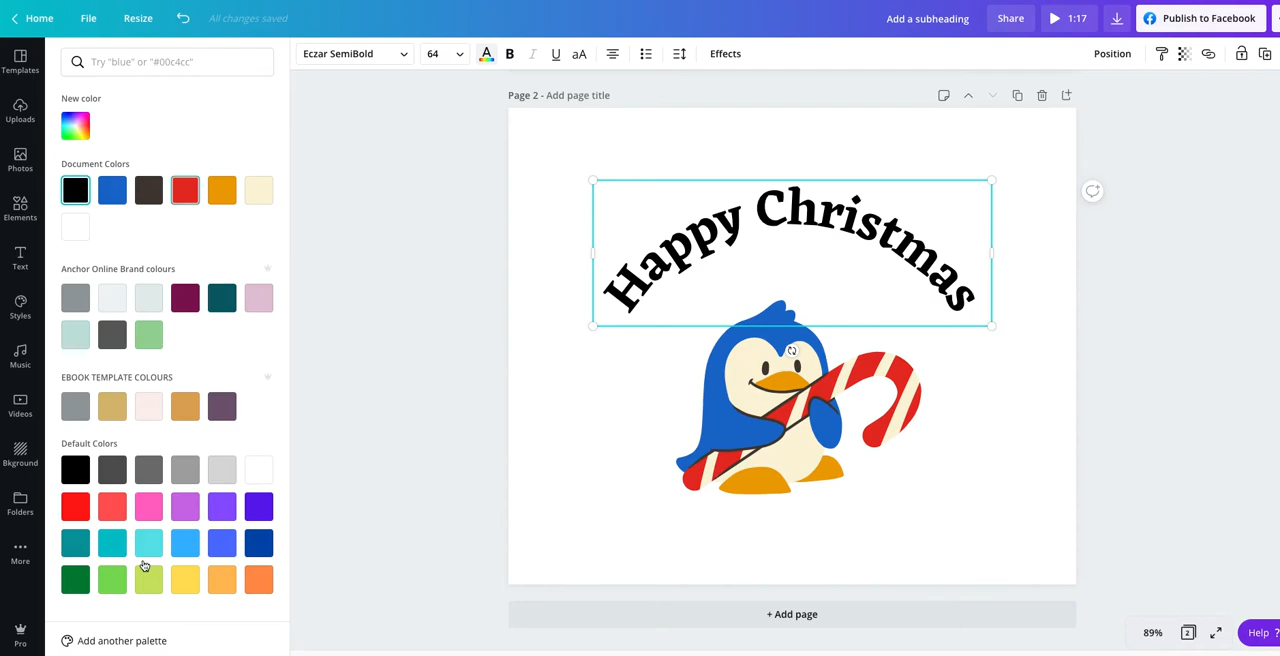 Home File Resize All changes saved Add a subheading Share 1:17 Publish to Facebook
Templates
Uploads
Photos
Elements
Text
Styles
Music
Videos
Bkground
Folders
More
Pro
Try "blue" or "#00c4cc"
New color
Document Colors
Anchor Online Brand colours
EBOOK TEMPLATE COLOURS
Default Colors
Add another palette
Eczar SemiBold 64 A B I U aA Effects Position
Page 2 - Add page title
Happy Christmas
+ Add page
89% 2 Help ?